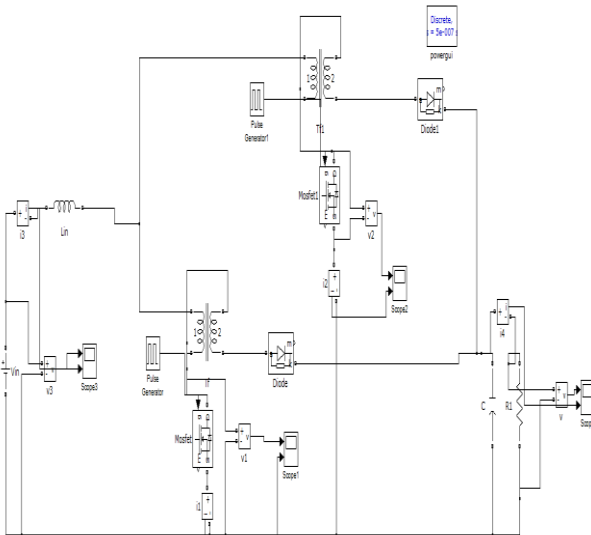 Discrete,
= 5e-007
powergui
1
2
m
Diode1
Pulse
Generator1
Tf1
g
D
Mosfet1
S
i
+
-
i3
Lin
+
-
v
v2
i2
Scope2
i4
1
2
m
Diode
Pulse
Generator
Vin
+
-
v
v3
Scope3
C
R1
+
-
v
v
Mosfet
+
-
v
v1
Scope1
i1